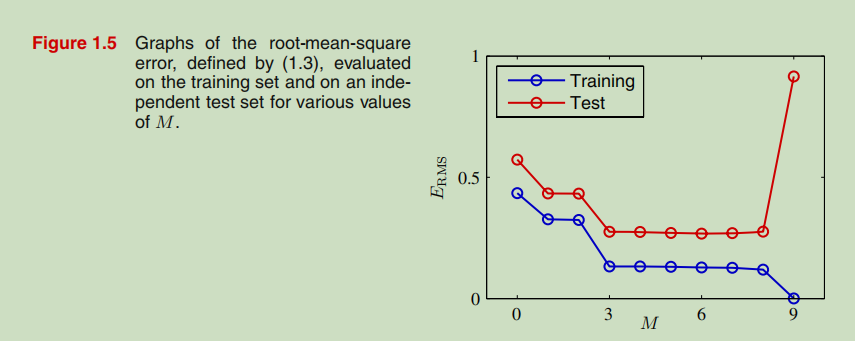 Figure 1.5 Graphs of the root-mean-square
error, defined by (1.3), evaluated
on the training set and on an inde-
pendent test set for various values
of M.
1
Training
Test
0.5
E_RMS
0
0 3 6 9
M